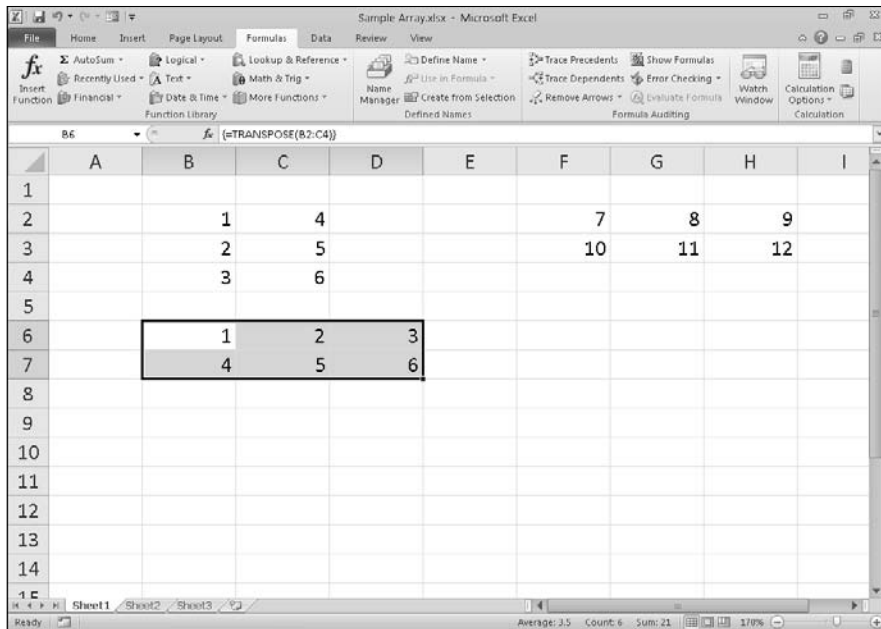 Sample Array.xlsx - Microsoft Excel
File Home Insert Page Layout Formulas Data Review View
Σ AutoSum Logical Lookup & Reference Define Name Trace Precedents Show Formulas
Recently Used Text Math & Trig Use in Formula Trace Dependents Error Checking
Financial Date & Time More Functions Create from Selection Remove Arrows Evaluate Formula
fx Insert Function Name Manager Watch Window Calculation Options
Function Library Defined Names Formula Auditing Calculation
B6 fx {=TRANSPOSE(B2:C4)}
A B C D E F G H I
1
2 1 4 7 8 9
3 2 5 10 11 12
4 3 6
5
6 1 2 3
7 4 5 6
8
9
10
11
12
13
14
15
Sheet1 Sheet2 Sheet3
Ready Average: 3.5 Count: 6 Sum: 21 170%